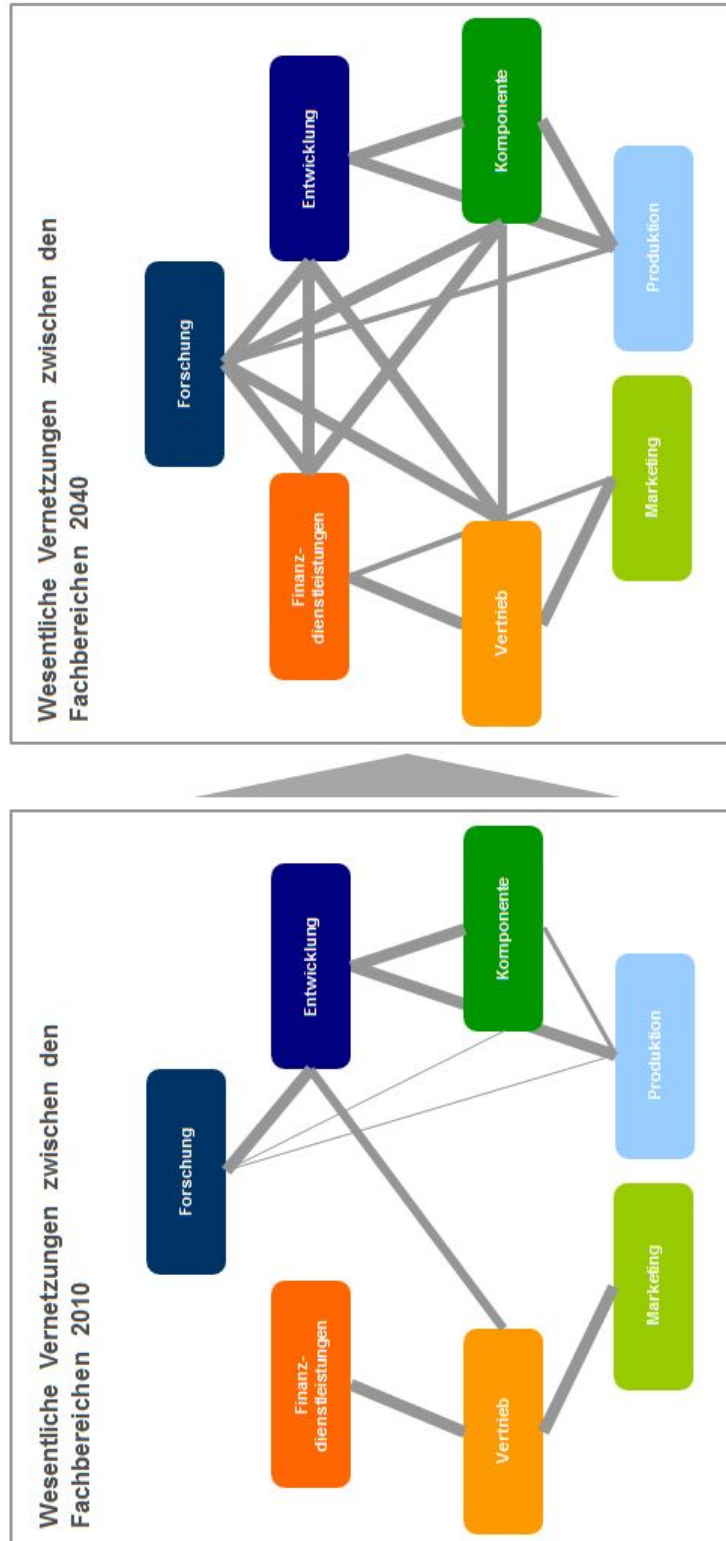 Wesentliche Vernetzungen zwischen den
Fachbereichen 2010
Forschung
Finanz-
dienstleistungen
Entwicklung
Vertrieb
Komponente
Marketing
Produktion
Wesentliche Vernetzungen zwischen den
Fachbereichen 2040
Forschung
Finanz-
dienstleistungen
Entwicklung
Vertrieb
Komponente
Marketing
Produktion